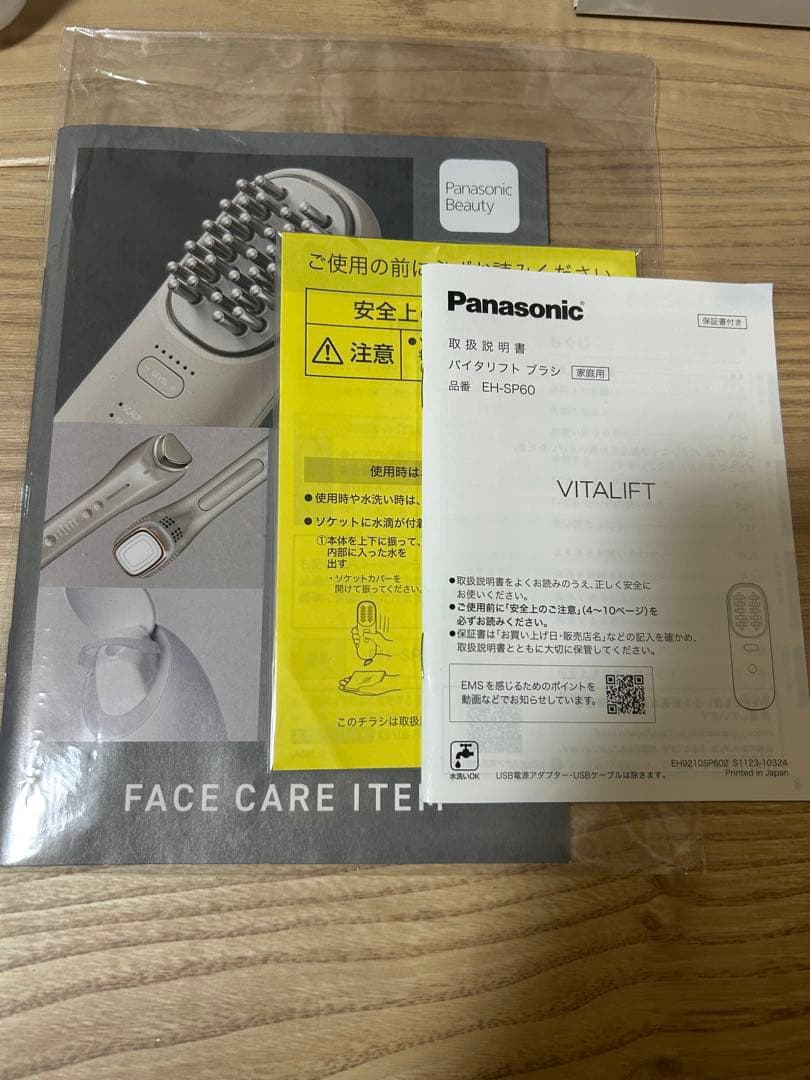 Panasonic
Beauty
LEVEL
SCALP
FACE CARE ITEM
ご使用の前に
ください
安全上
注意
使用時は
●使用時や水洗い時は、
●ソケットに水滴が付着
①本体を上下に振って、
内部に入った水を
出す
・ソケットカバーを
開けて振ってください
このチラシは取扱
Panasonic®
保証書付き
取扱説明書
バイタリフト ブラシ 家庭用
品番 EH-SP60
VITALIFT
●取扱説明書をよくお読みのうえ、正しく安全に
お使いください。
●ご使用前に「安全上のご注意」(4〜10ページ)を
必ずお読みください。
●保証書は「お買い上げ日・販売店名」などの記入を確かめ、
取扱説明書とともに大切に保管してください。
EMSを感じるためのポイントを
動画などでお知らせしています。
水洗いOK
USB電源アダプター・USBケーブルは除きます。
EH9210SP602 S1123-10324
Printed in Japan